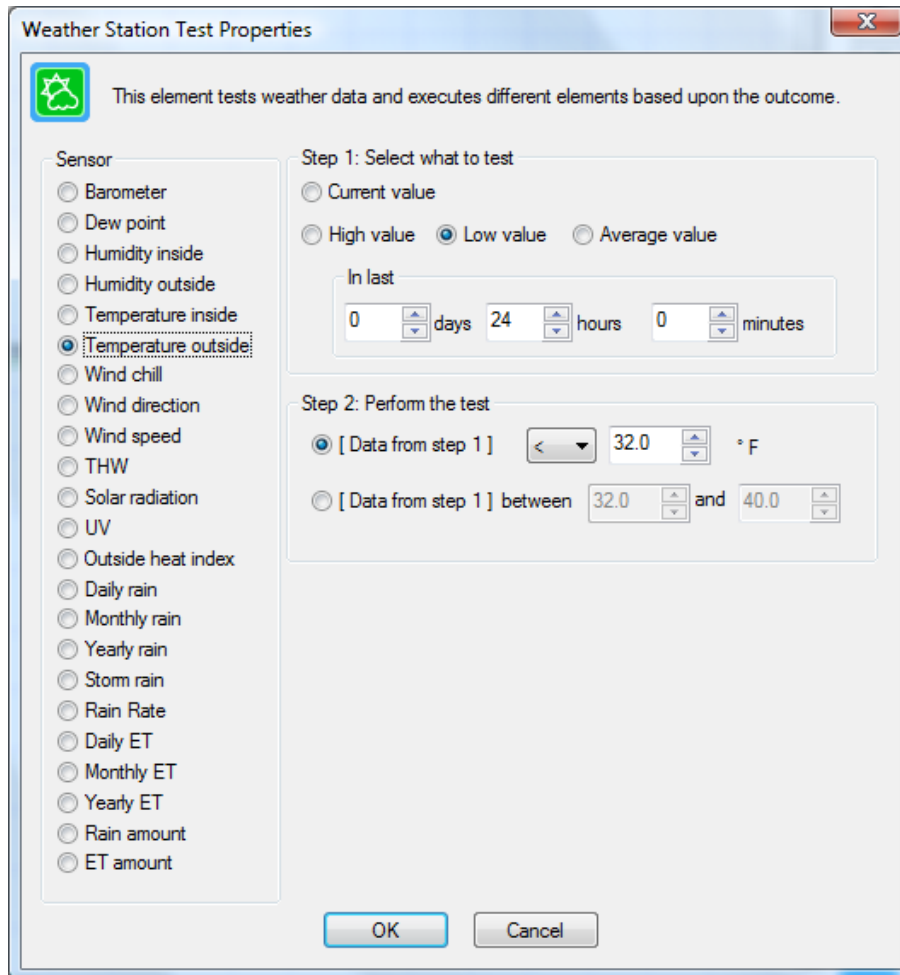 Weather Station Test Properties
This element tests weather data and executes different elements based upon the outcome.
Sensor
Barometer
Dew point
Humidity inside
Humidity outside
Temperature inside
Temperature outside
Wind chill
Wind direction
Wind speed
THW
Solar radiation
UV
Outside heat index
Daily rain
Monthly rain
Yearly rain
Storm rain
Rain Rate
Daily ET
Monthly ET
Yearly ET
Rain amount
ET amount
Step 1: Select what to test
Current value
High value Low value Average value
In last
0 days 24 hours 0 minutes
Step 2: Perform the test
[ Data from step 1 ] < 32.0 ° F
[ Data from step 1 ] between 32.0 and 40.0
OK Cancel